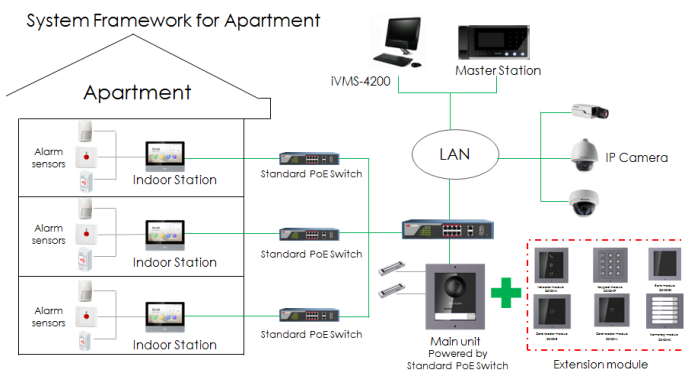 System Framework for Apartment
iVMS-4200
Master Station
Apartment
Alarm
sensors
Indoor Station
Standard PoE Switch
LAN
IP Camera
Alarm
sensors
Indoor Station
Standard PoE Switch
Alarm
sensors
Indoor Station
Standard PoE Switch
Main unit
Powered by
Standard PoE Switch
Extension module